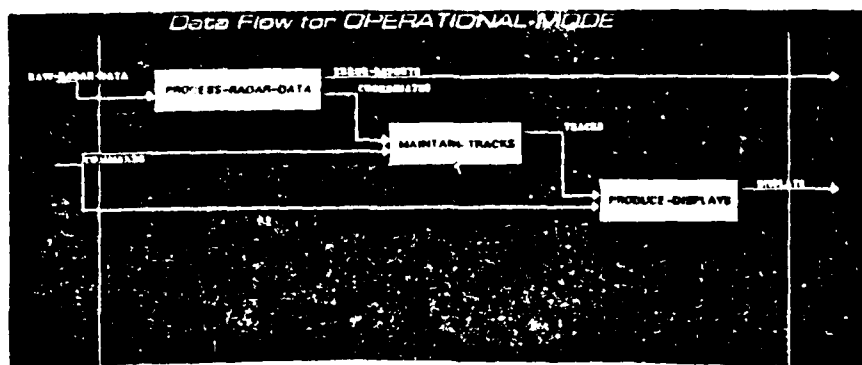 Data Flow for OPERATIONAL-MODE
RAW-RADAR-DATA
ERROR-REPORTS
PROCESS-RADAR-DATA
COORDINATES
MAINTAIN-TRACKS
TRACKS
COMMANDS
DISPLAYS
PRODUCE-DISPLAYS